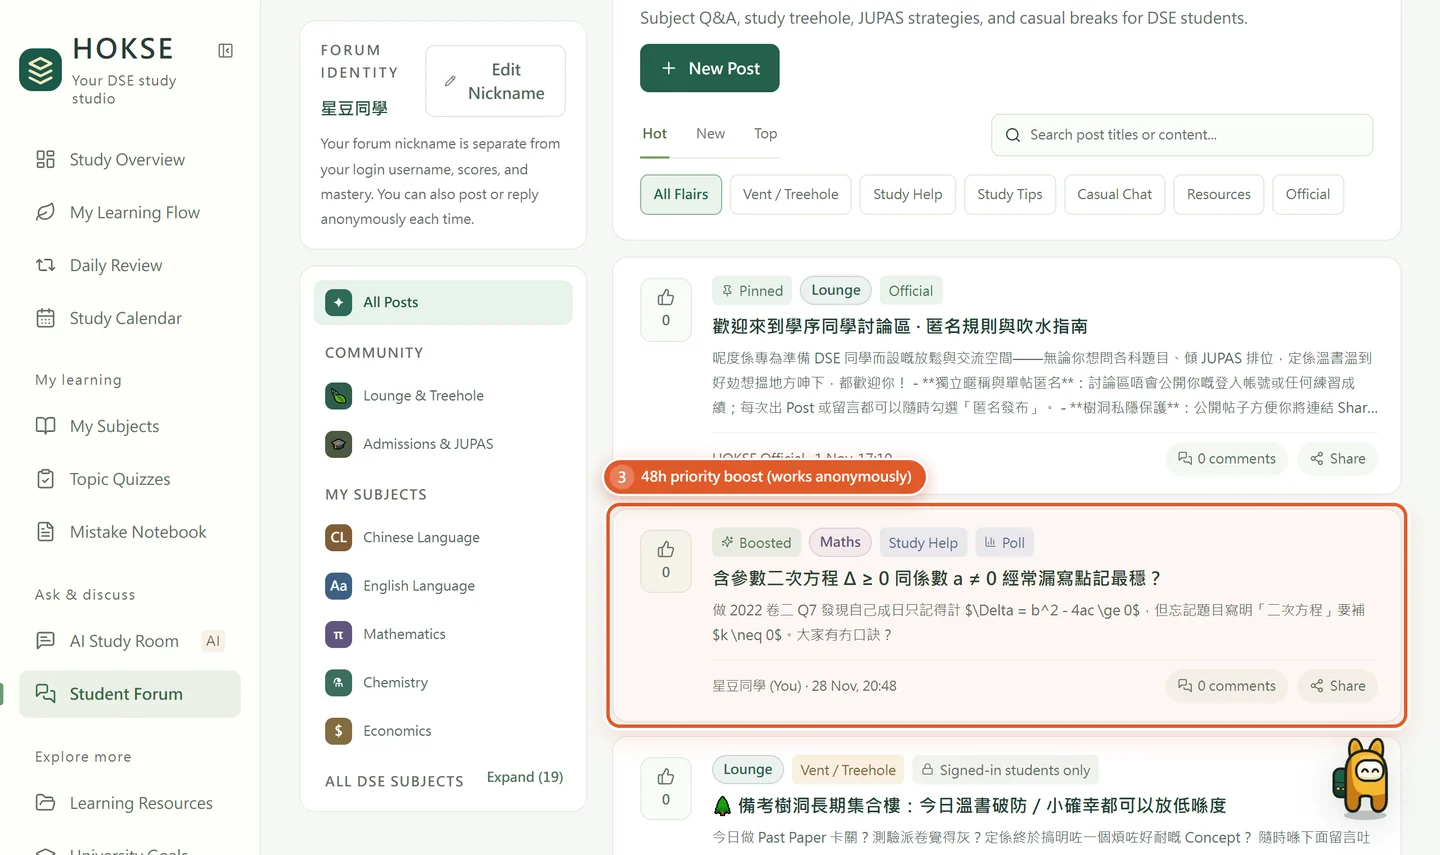 HOKSE
Your DSE study
studio
Study Overview
My Learning Flow
Daily Review
Study Calendar
My learning
My Subjects
Topic Quizzes
Mistake Notebook
Ask & discuss
AI Study Room AI
Student Forum
Explore more
Learning Resources
University Goals
FORUM
IDENTITY
星豆同學
Edit
Nickname
Your forum nickname is separate from
your login username, scores, and
mastery. You can also post or reply
anonymously each time.
All Posts
COMMUNITY
Lounge & Treehole
Admissions & JUPAS
MY SUBJECTS
CL Chinese Language
Aa English Language
π Mathematics
Chemistry
$ Economics
ALL DSE SUBJECTS Expand (19)
Subject Q&A, study treehole, JUPAS strategies, and casual breaks for DSE students.
+ New Post
Hot New Top
Search post titles or content...
All Flairs Vent / Treehole Study Help Study Tips Casual Chat Resources Official
0
Pinned Lounge Official
歡迎來到學序同學討論區 · 匿名規則與吹水指南
呢度係專為準備 DSE 同學而設嘅放鬆與交流空間——無論你想問各科題目、傾 JUPAS 排位，定係溫書溫到
好攰想搵地方呻下，都歡迎你！ - **獨立暱稱與單帖匿名**：討論區唔會公開你嘅登入帳號或任何練習成
績；每次出 Post 或留言都可以隨時勾選「匿名發布」。 - **樹洞私隱保護**：公開帖子方便你將連結 Shar...
HOKSE Official · 1 Nov, 17:10
0 comments Share
3 48h priority boost (works anonymously)
0
Boosted Maths Study Help Poll
含參數二次方程 Δ ≥ 0 同係數 a ≠ 0 經常漏寫點記最穩？
做 2022 卷二 Q7 發現自己成日只記得計 $\Delta = b^2 - 4ac \ge 0$，但忘記題目寫明「二次方程」要補
$k \neq 0$。大家有冇口訣？
星豆同學 (You) · 28 Nov, 20:48
0 comments Share
0
Lounge Vent / Treehole Signed-in students only
🌲 備考樹洞長期集合樓：今日溫書破防 / 小確幸都可以放低喺度
今日做 Past Paper 卡關？測驗派卷覺得灰？定係終於搞明咗一個煩咗好耐嘅 Concept？ 隨時喺下面留言吐